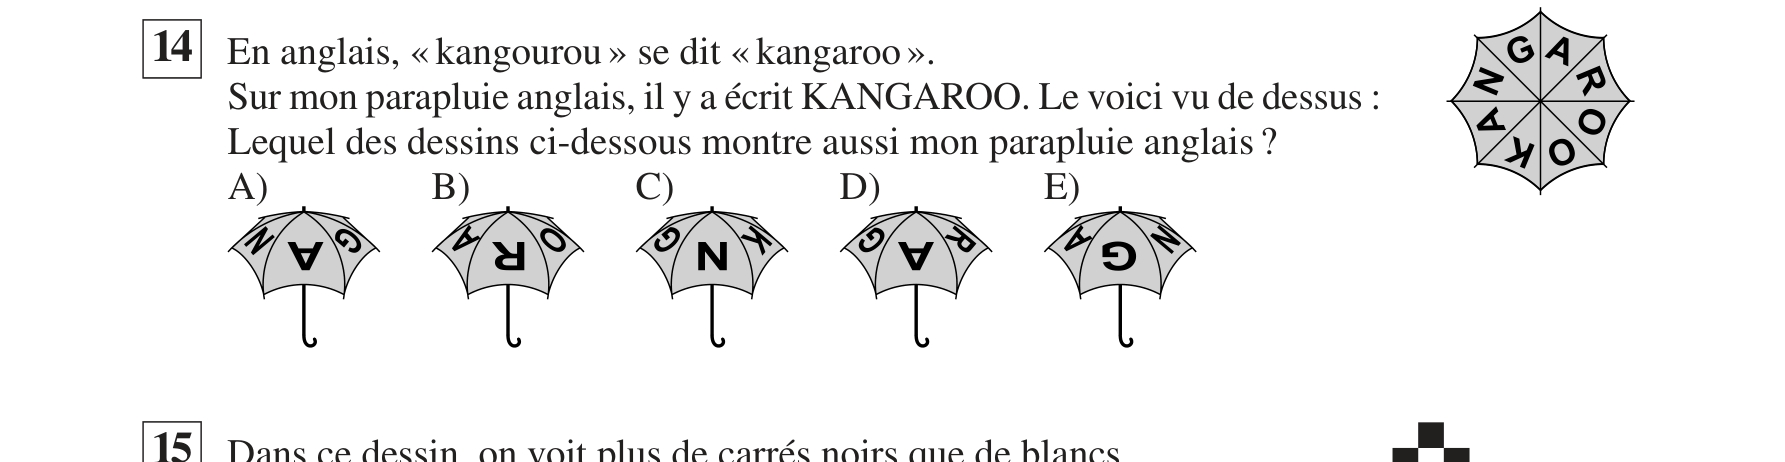 14 En anglais, « kangourou » se dit « kangaroo ».
Sur mon parapluie anglais, il y a écrit KANGAROO. Le voici vu de dessus :
Lequel des dessins ci-dessous montre aussi mon parapluie anglais ?
K A N G A R O O
A) B) C) D) E)
N A G
A R O
G N K
G A R
A G N
15 Dans ce dessin, on voit plus de carrés noirs que de blancs